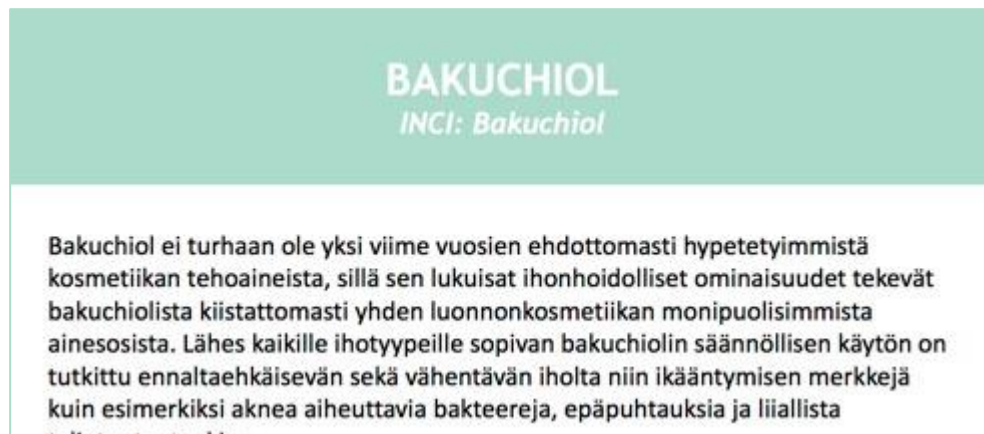 BAKUCHIOL
INCI: Bakuchiol
Bakuchiol ei turhaan ole yksi viime vuosien ehdottomasti hypetetyimmistä
kosmetiikan tehoaineista, sillä sen lukuisat ihonhoidolliset ominaisuudet tekevät
bakuchiolista kiistattomasti yhden luonnonkosmetiikan monipuolisimmista
ainesosista. Lähes kaikille ihotyypeille sopivan bakuchiolin säännöllisen käytön on
tutkittu ennaltaehkäisevän sekä vähentävän iholta niin ikääntymisen merkkejä
kuin esimerkiksi aknea aiheuttavia bakteereja, epäpuhtauksia ja liiallista